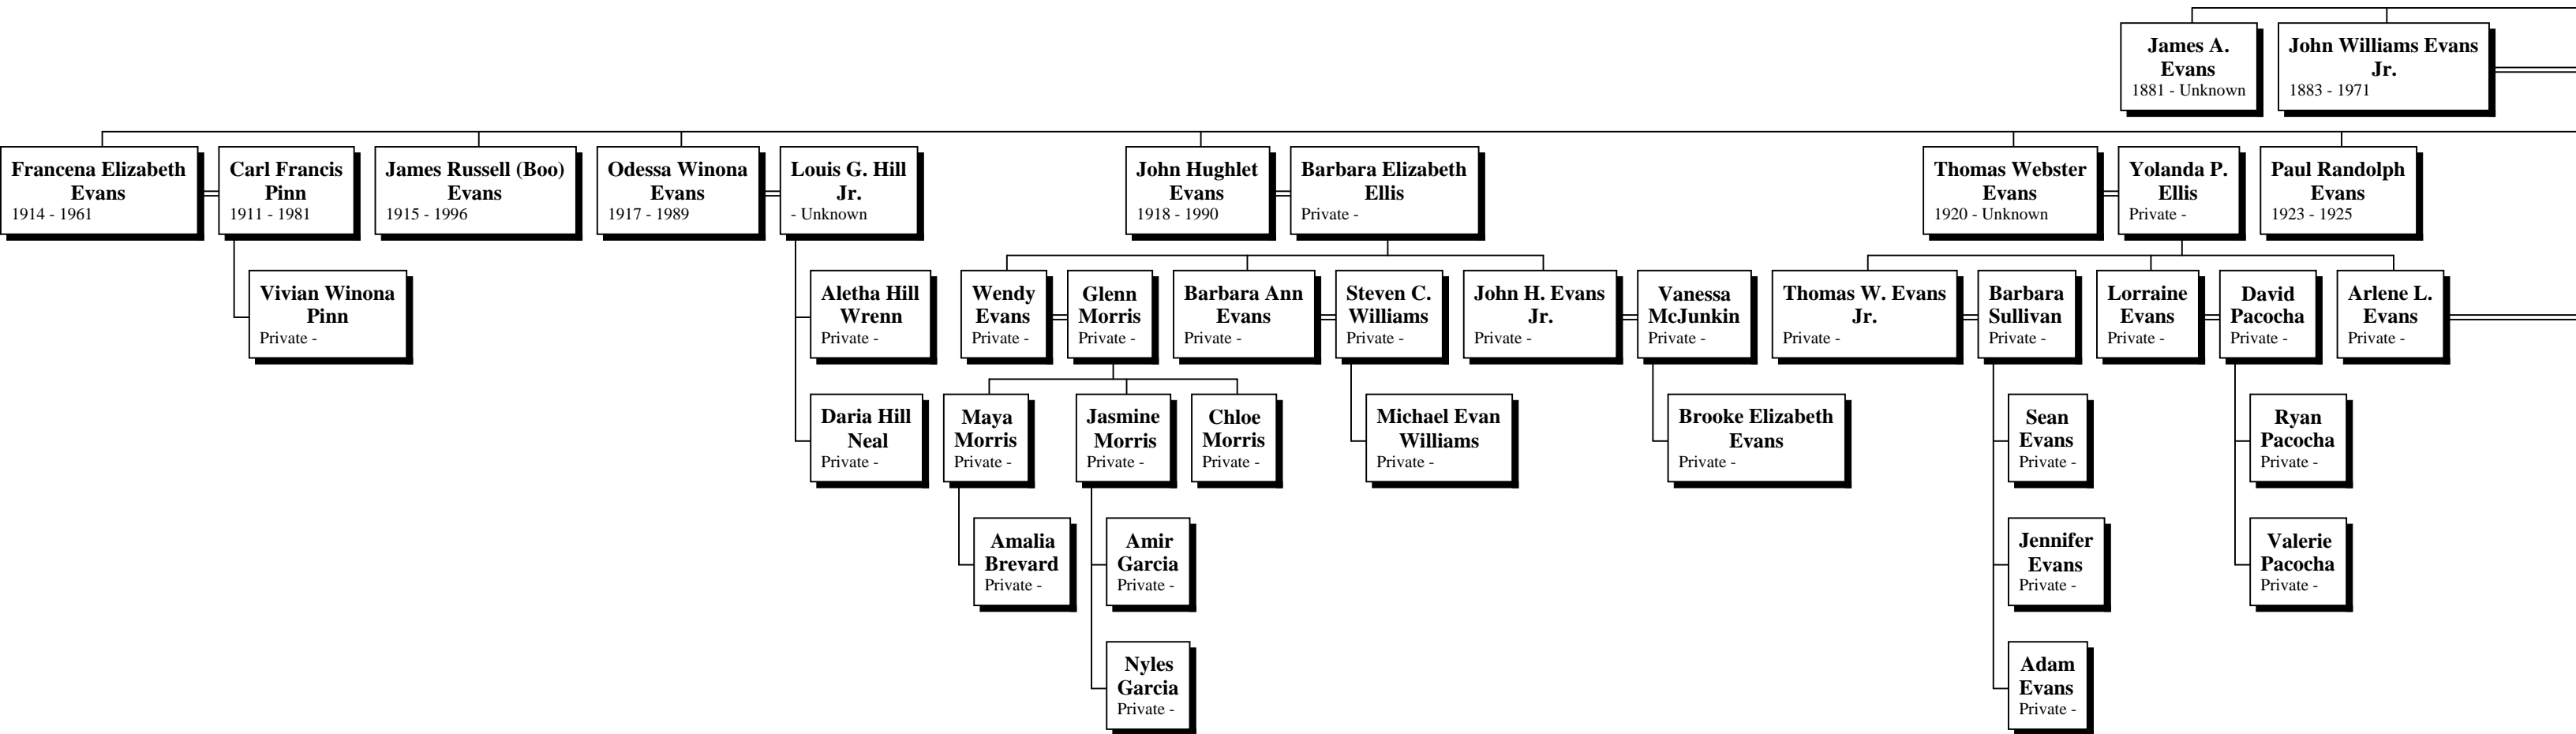 James A.
Evans
1881 - Unknown
John Williams Evans
Jr.
1883 - 1971
Francena Elizabeth
Evans
1914 - 1961
Carl Francis
Pinn
1911 - 1981
James Russell (Boo)
Evans
1915 - 1996
Odessa Winona
Evans
1917 - 1989
Louis G. Hill
Jr.
- Unknown
John Hughlet
Evans
1918 - 1990
Barbara Elizabeth
Ellis
Private -
Thomas Webster
Evans
1920 - Unknown
Yolanda P.
Ellis
Private -
Paul Randolph
Evans
1923 - 1925
Vivian Winona
Pinn
Private -
Aletha Hill
Wrenn
Private -
Wendy
Evans
Private -
Glenn
Morris
Private -
Barbara Ann
Evans
Private -
Steven C.
Williams
Private -
John H. Evans
Jr.
Private -
Vanessa
McJunkin
Private -
Thomas W. Evans
Jr.
Private -
Barbara
Sullivan
Private -
Lorraine
Evans
Private -
David
Pacocha
Private -
Arlene L.
Evans
Private -
Daria Hill
Neal
Private -
Maya
Morris
Private -
Jasmine
Morris
Private -
Chloe
Morris
Private -
Michael Evan
Williams
Private -
Brooke Elizabeth
Evans
Private -
Sean
Evans
Private -
Ryan
Pacocha
Private -
Amalia
Brevard
Private -
Amir
Garcia
Private -
Jennifer
Evans
Private -
Valerie
Pacocha
Private -
Nyles
Garcia
Private -
Adam
Evans
Private -